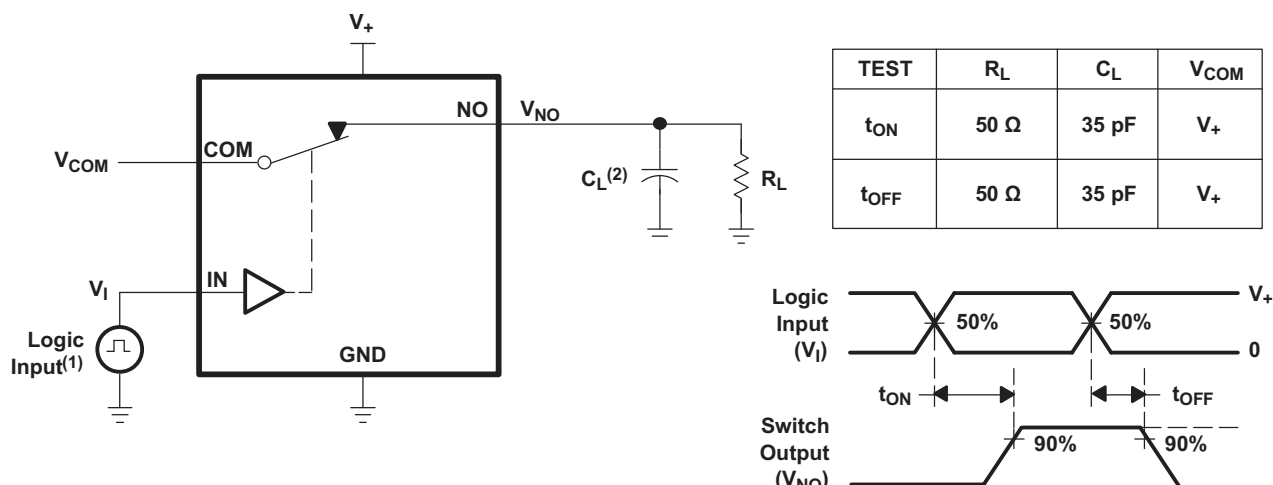 V+
NO
VNO
COM
VCOM
CL(2)
RL
IN
VI
Logic
Input(1)
GND
TEST RL CL VCOM
tON 50 Ω 35 pF V+
tOFF 50 Ω 35 pF V+
Logic
Input
(VI)
50%
50%
V+
0
tON
tOFF
Switch
Output
(VNO)
90%
90%